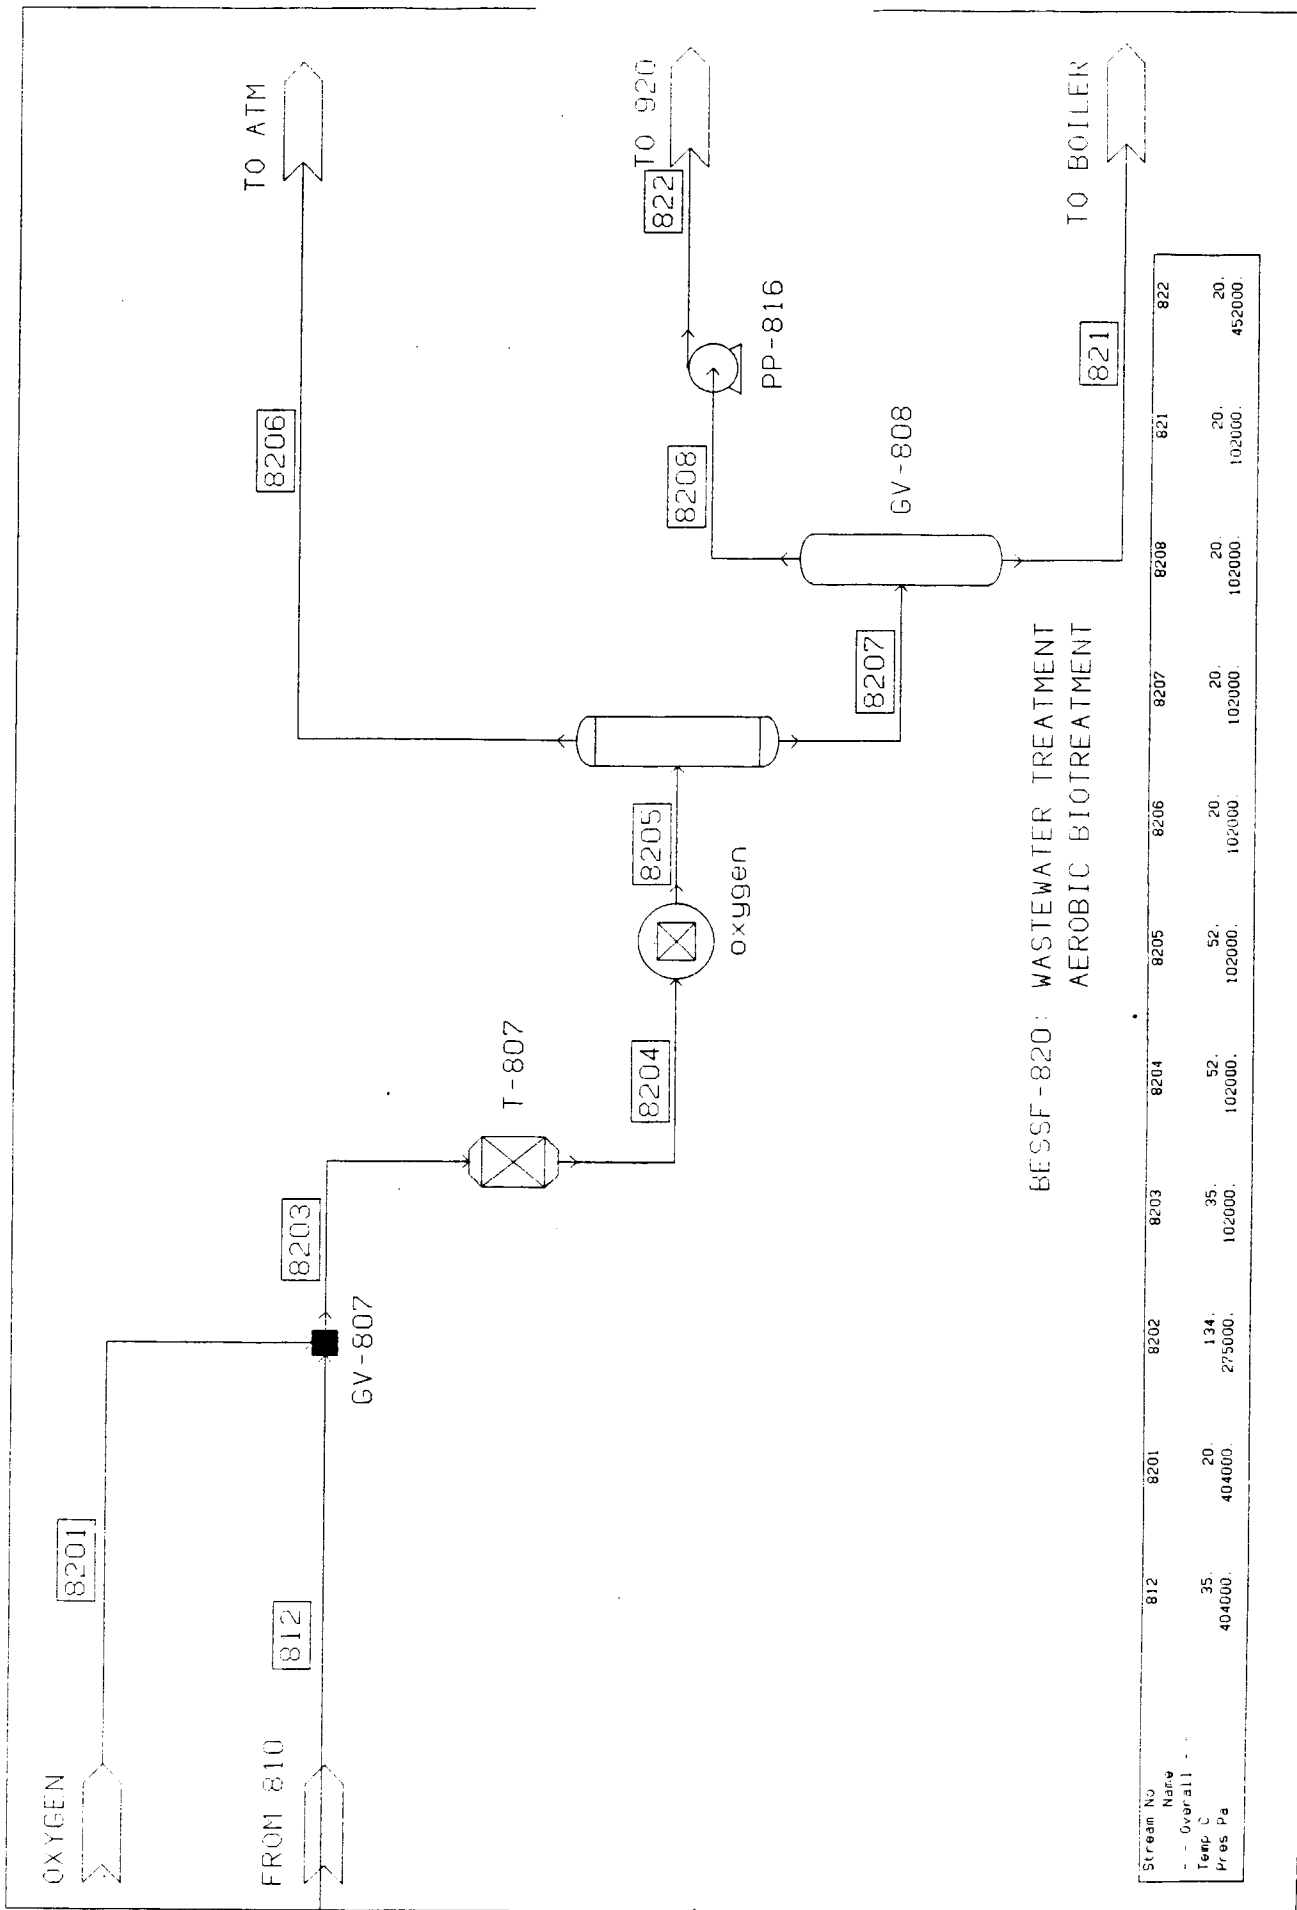 OXYGEN
8201
FROM 810
812
GV-807
8203
T-807
8204
oxygen
8205
8206
TO ATM
8207
GV-808
8208
PP-816
822
TO 920
821
TO BOILER
BESSF-820: WASTEWATER TREATMENT
AEROBIC BIOTREATMENT
Stream No 812 8201 8202 8203 8204 8205 8206 8207 8208 821 822
Name
- - Overall - -
Temp C 35. 20. 134. 35. 52. 52. 20. 20. 20. 20. 20.
Pres Pa 404000. 404000. 275000. 102000. 102000. 102000. 102000. 102000. 102000. 102000. 452000.